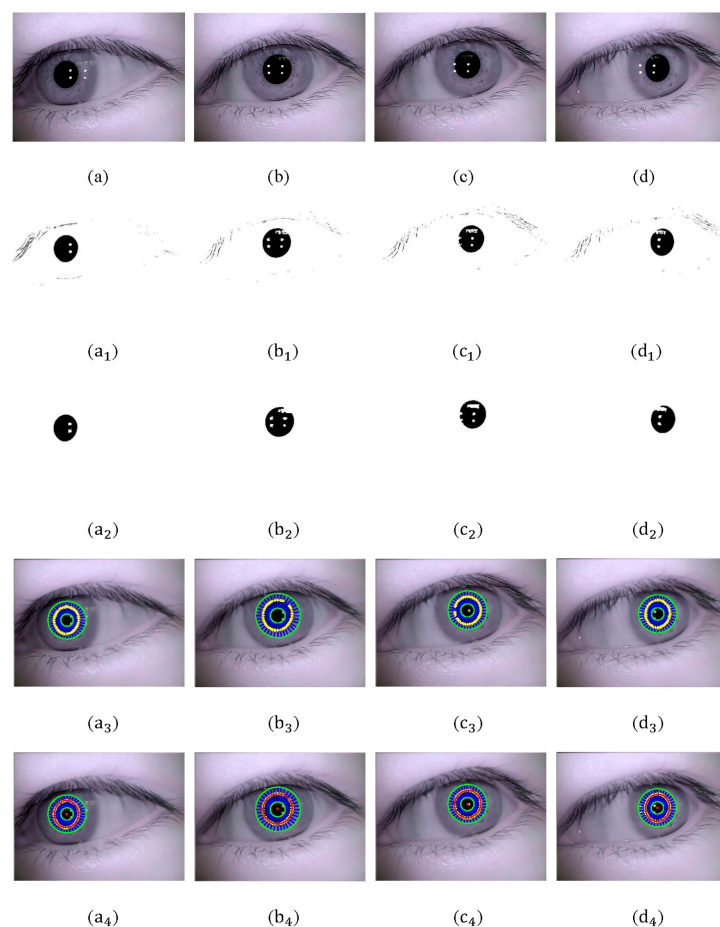 (a) (b) (c) (d)
(a₁) (b₁) (c₁) (d₁)
(a₂) (b₂) (c₂) (d₂)
(a₃) (b₃) (c₃) (d₃)
(a₄) (b₄) (c₄) (d₄)